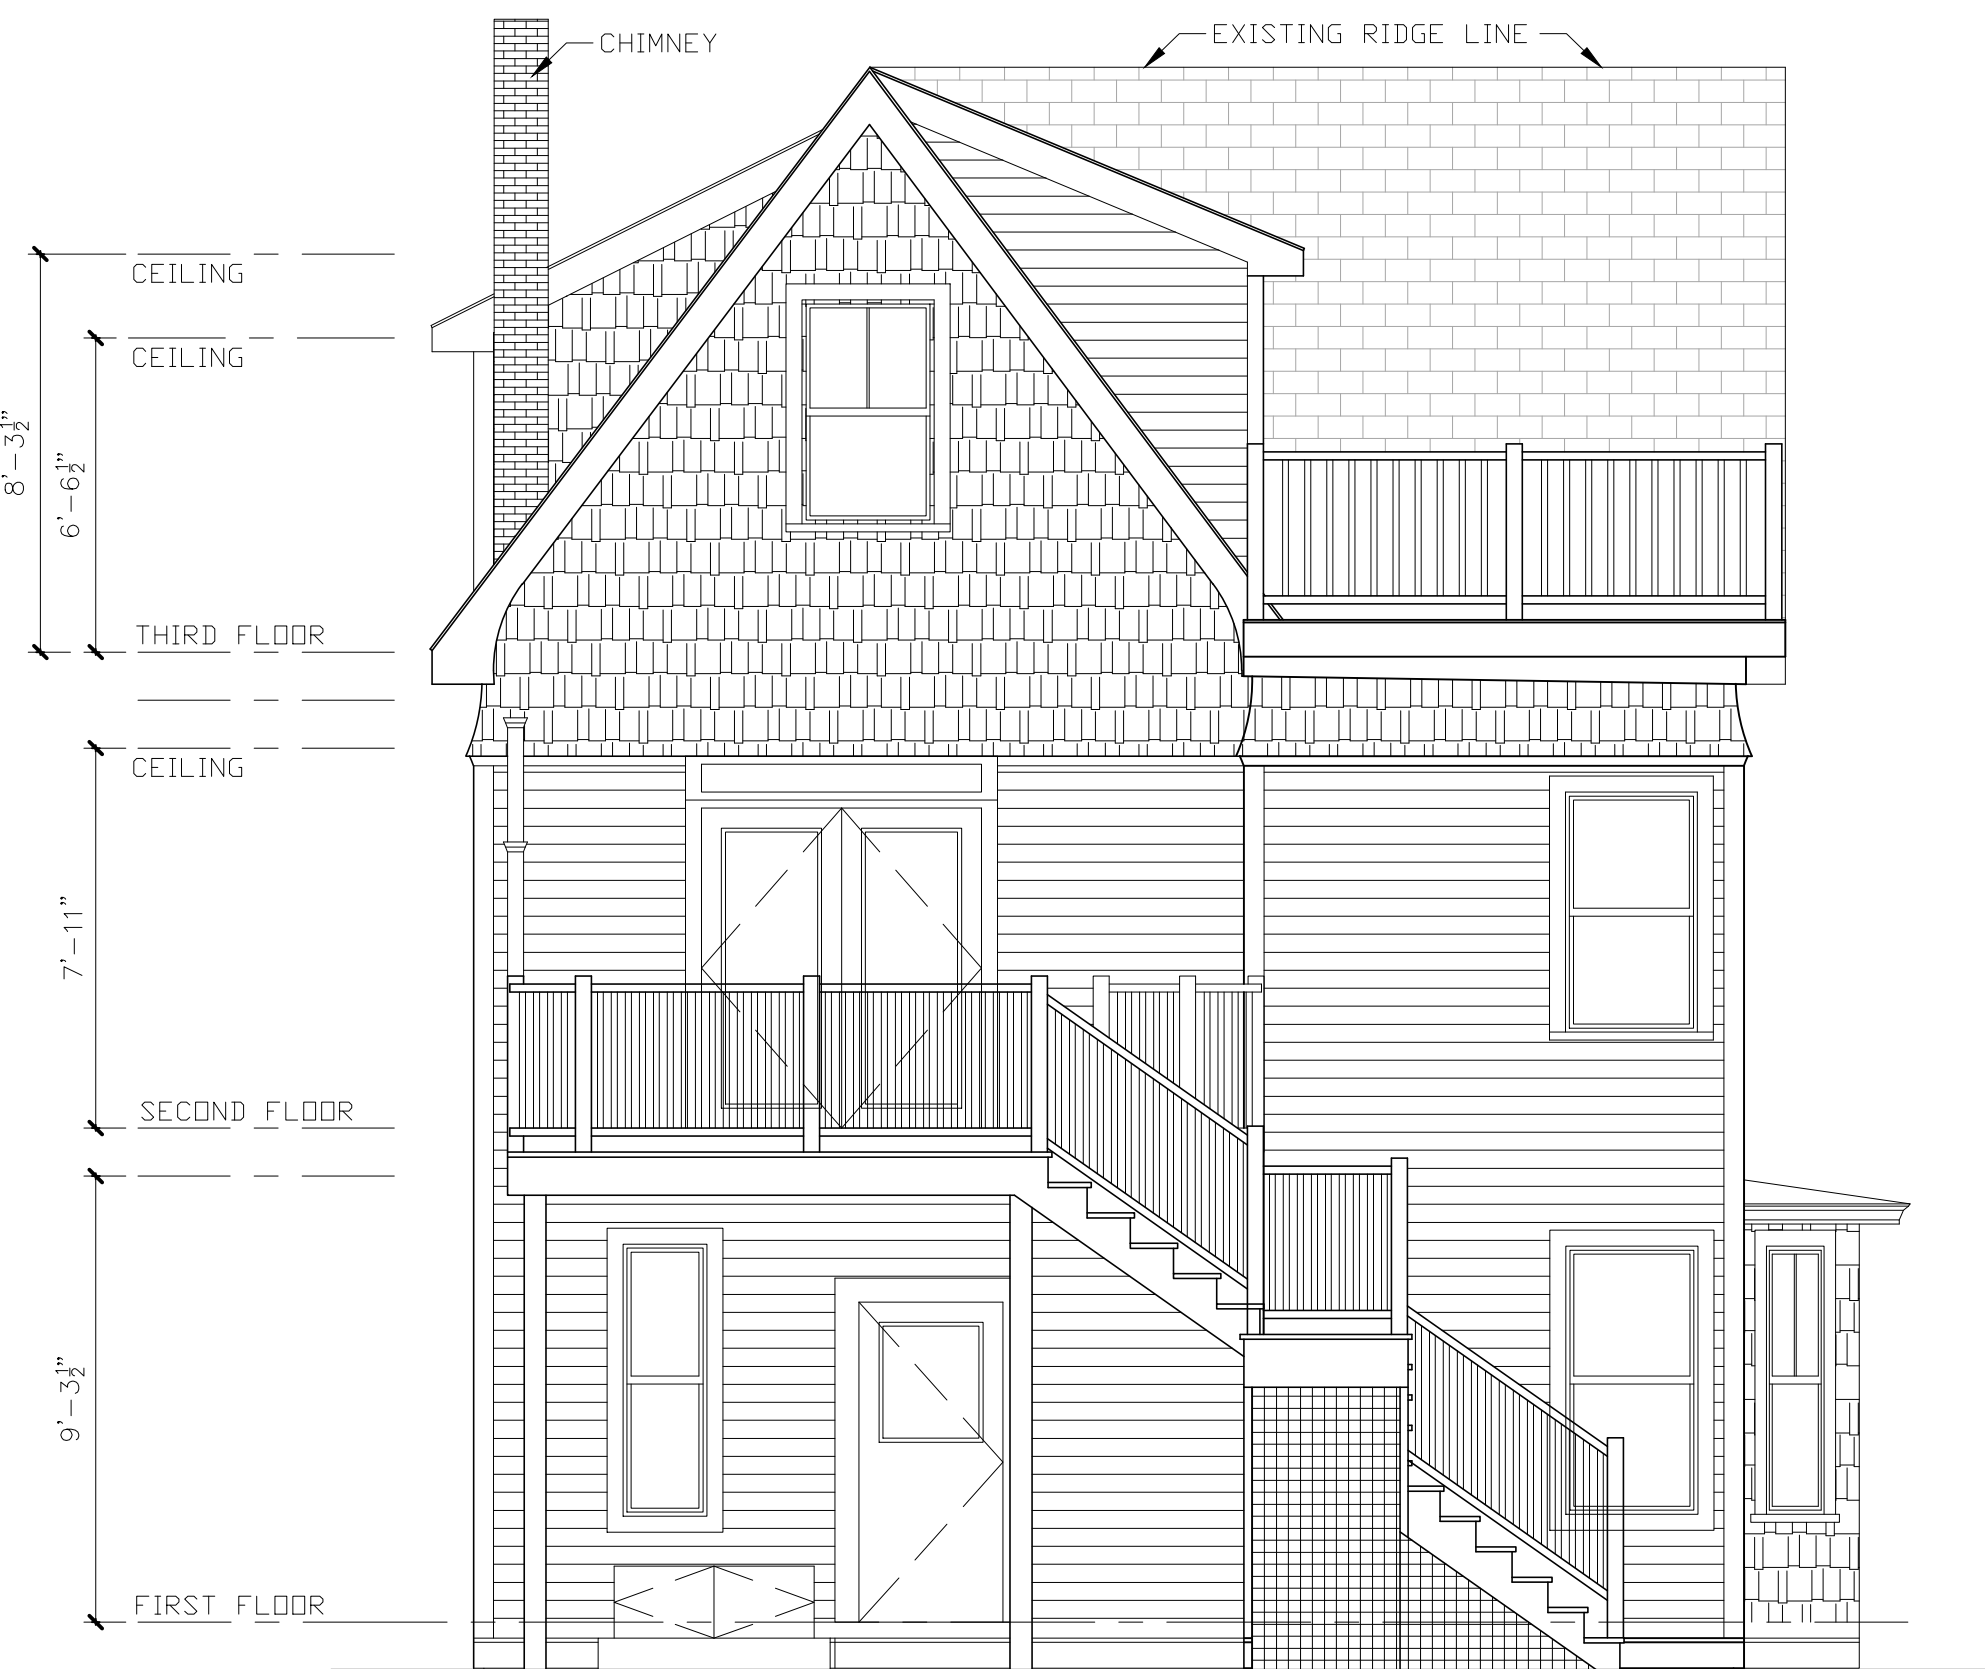 CHIMNEY
EXISTING RIDGE LINE
CEILING
CEILING
8'-3½"
6'-6½"
THIRD FLOOR
CEILING
7'-11"
SECOND FLOOR
9'-3½"
FIRST FLOOR